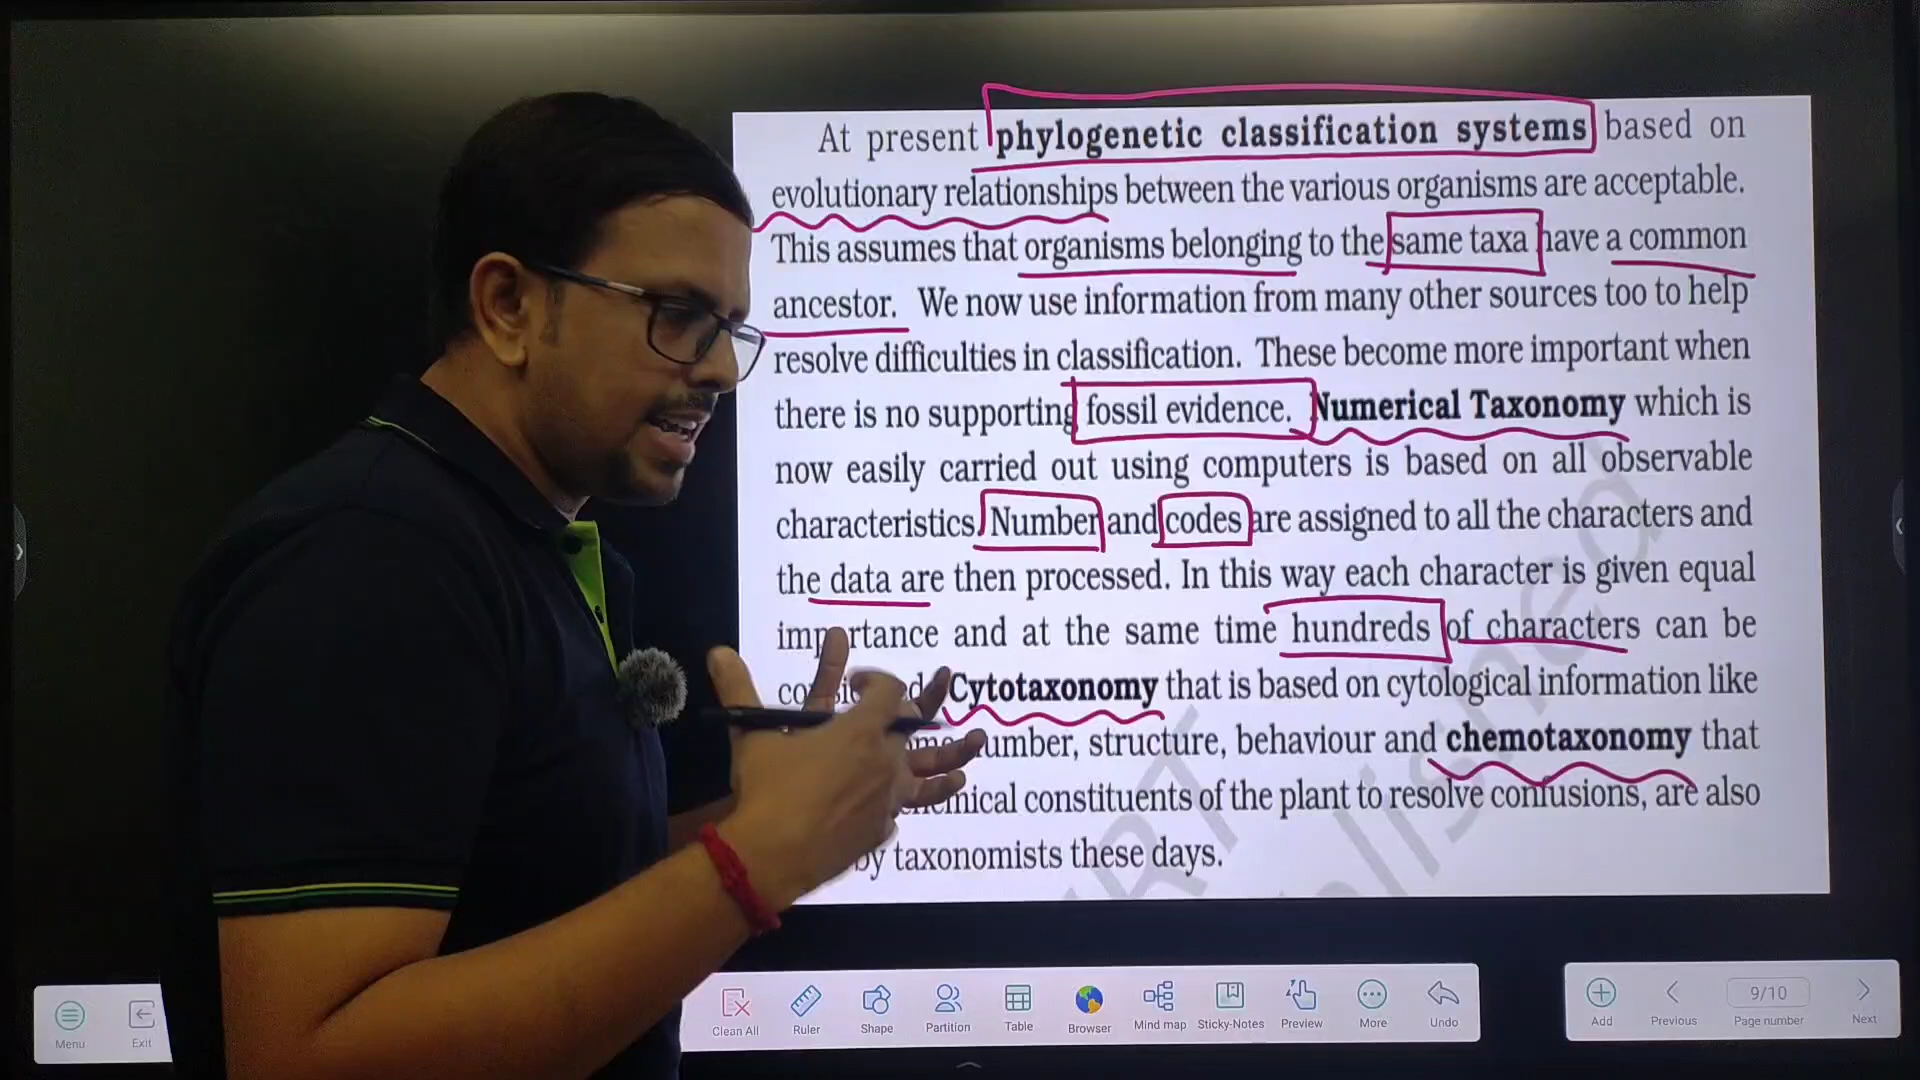 At present phylogenetic classification systems based on
evolutionary relationships between the various organisms are acceptable.
This assumes that organisms belonging to the same taxa have a common
ancestor. We now use information from many other sources too to help
resolve difficulties in classification. These become more important when
there is no supporting fossil evidence. Numerical Taxonomy which is
now easily carried out using computers is based on all observable
characteristics. Number and codes are assigned to all the characters and
the data are then processed. In this way each character is given equal
importance and at the same time hundreds of characters can be
Cytotaxonomy that is based on cytological information like
number, structure, behaviour and chemotaxonomy that
constituents of the plant to resolve confusions, are also
by taxonomists these days.
Menu
Exit
Clean All
Ruler
Shape
Partition
Table
Browser
Mind map
Sticky-Notes
Preview
More
Undo
Add
Previous
9/10
Page number
Next